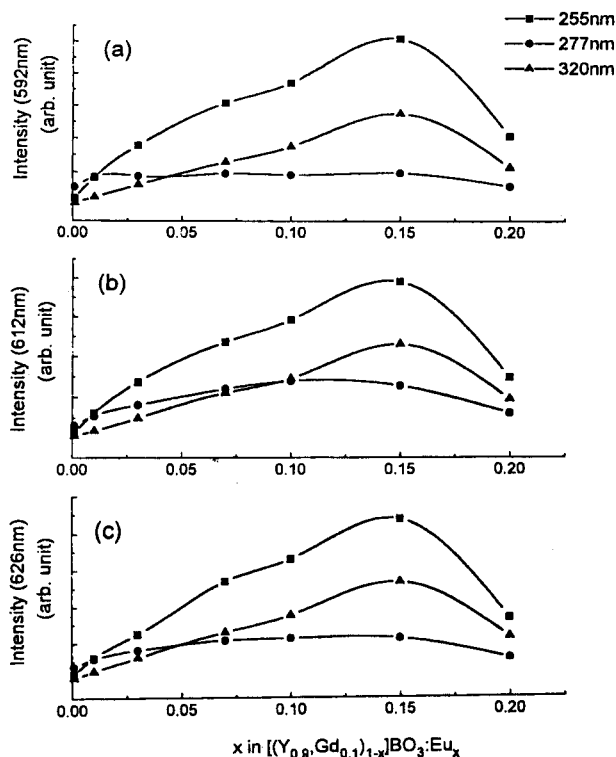 (a)
255nm
277nm
320nm
Intensity (592nm)
(arb. unit)
0.00 0.05 0.10 0.15 0.20
(b)
Intensity (612nm)
(arb. unit)
0.00 0.05 0.10 0.15 0.20
(c)
Intensity (626nm)
(arb. unit)
0.00 0.05 0.10 0.15 0.20
x in [(Y0.9,Gd0.1)1-x]BO3:Eux